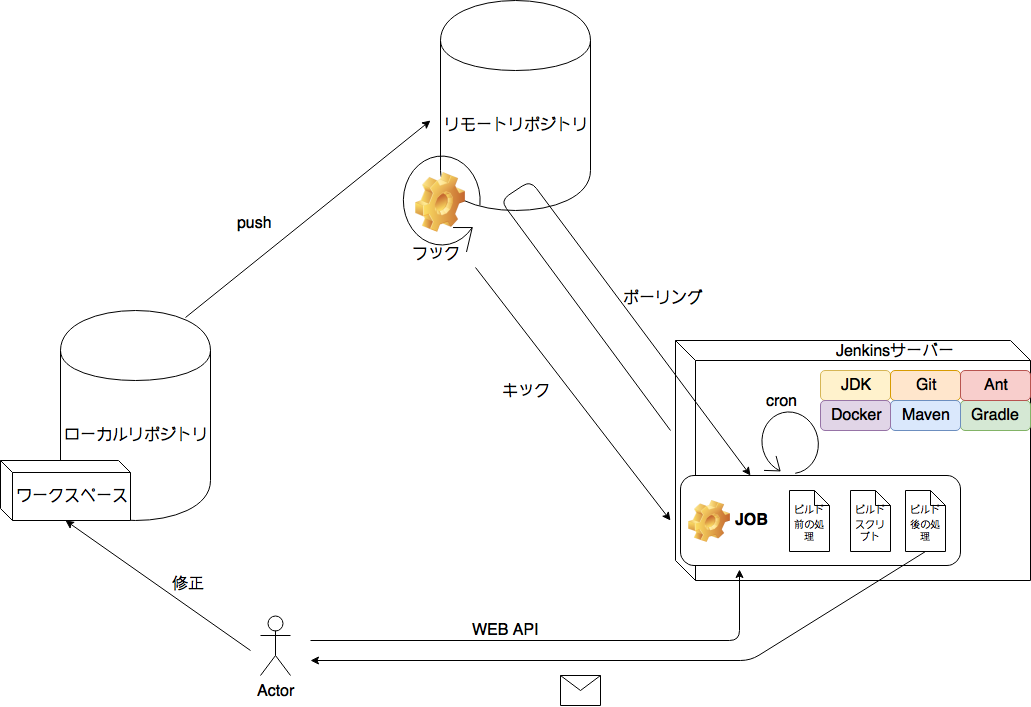 リモートリポジトリ
push
フック
ポーリング
Jenkinsサーバー
JDK
Git
Ant
キック
cron
Docker
Maven
Gradle
ローカルリポジトリ
ワークスペース
JOB
ビルド
前の処
理
ビルド
スクリ
プト
ビルド
後の処
理
修正
WEB API
Actor